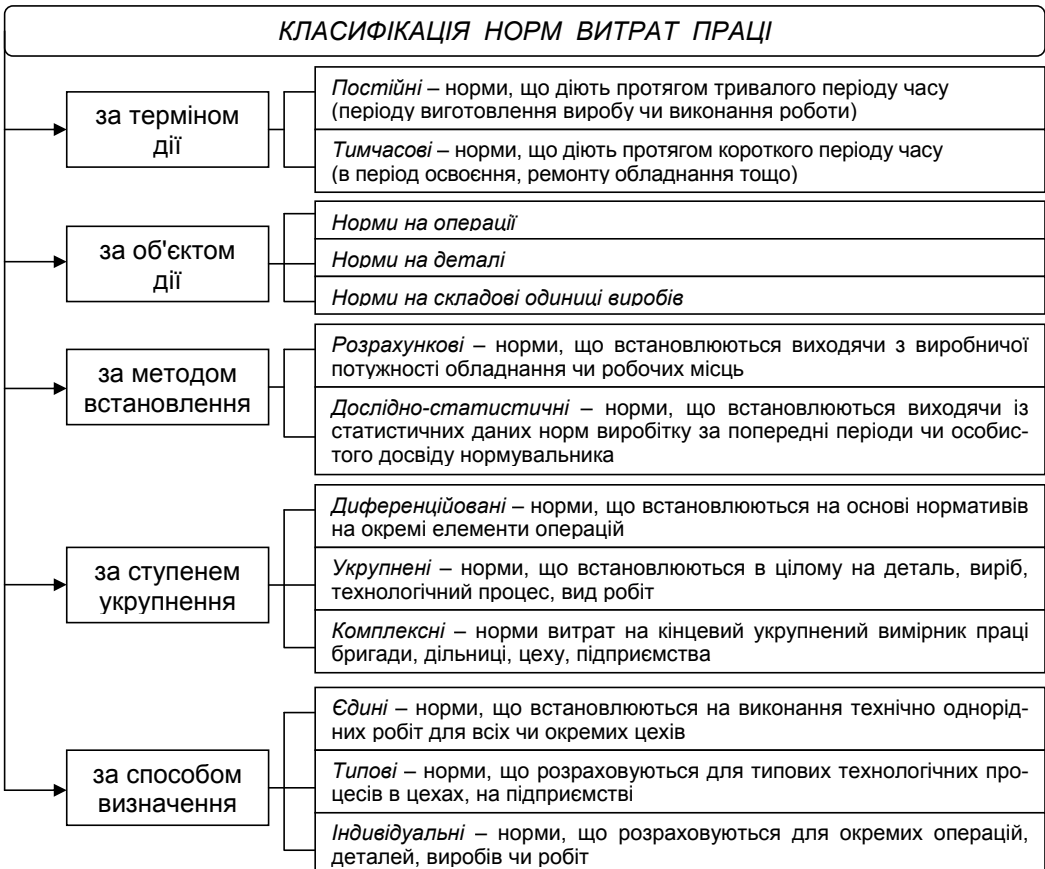 КЛАСИФІКАЦІЯ НОРМ ВИТРАТ ПРАЦІ
за терміном
дії
Постійні – норми, що діють протягом тривалого періоду часу
(періоду виготовлення виробу чи виконання роботи)
Тимчасові – норми, що діють протягом короткого періоду часу
(в період освоєння, ремонту обладнання тощо)
за об'єктом
дії
Норми на операції
Норми на деталі
Норми на складові одиниці виробів
за методом
встановлення
Розрахункові – норми, що встановлюються виходячи з виробничої
потужності обладнання чи робочих місць
Дослідно-статистичні – норми, що встановлюються виходячи із
статистичних даних норм виробітку за попередні періоди чи особис-
того досвіду нормувальника
за ступенем
укрупнення
Диференційовані – норми, що встановлюються на основі нормативів
на окремі елементи операцій
Укрупнені – норми, що встановлюються в цілому на деталь, виріб,
технологічний процес, вид робіт
Комплексні – норми витрат на кінцевий укрупнений вимірник праці
бригади, дільниці, цеху, підприємства
за способом
визначення
Єдині – норми, що встановлюються на виконання технічно однорід-
них робіт для всіх чи окремих цехів
Типові – норми, що розраховуються для типових технологічних про-
цесів в цехах, на підприємстві
Індивідуальні – норми, що розраховуються для окремих операцій,
деталей, виробів чи робіт